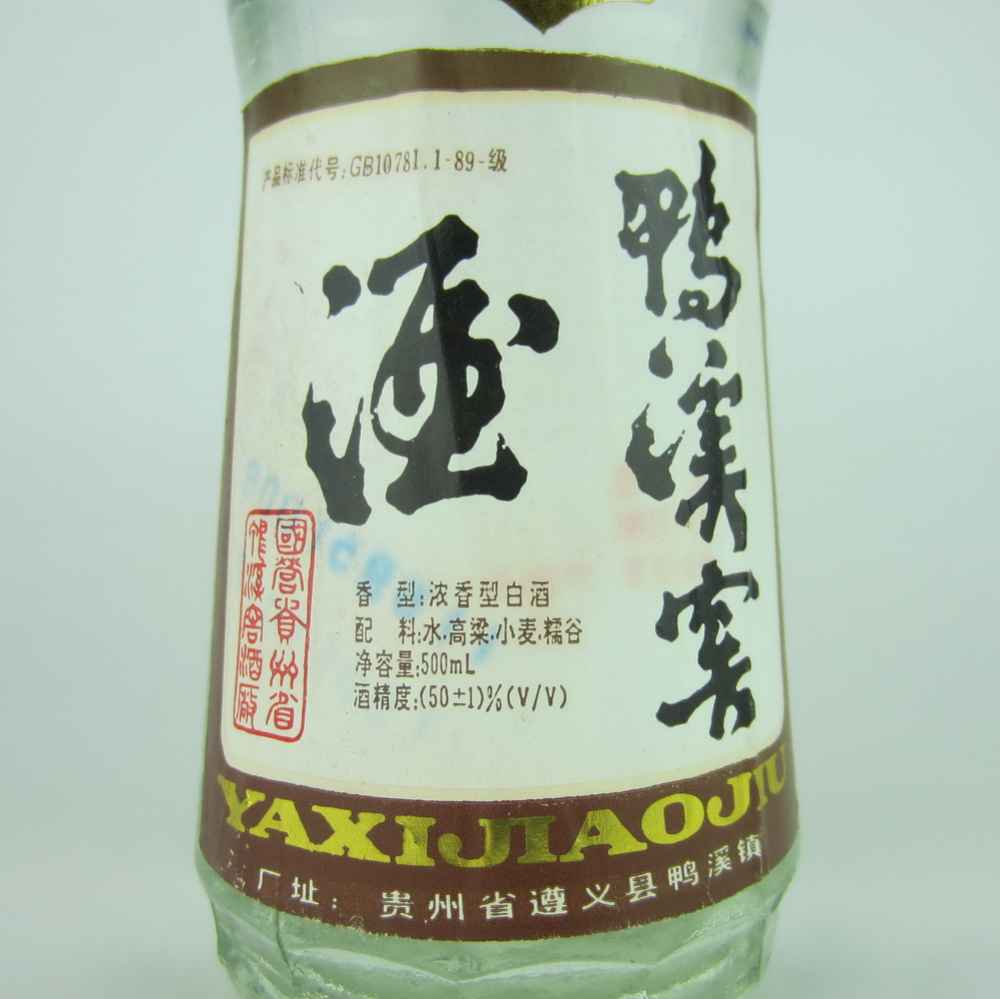 产品标准代号:GB10781.1-89-级
鸭溪窖
酒
国营贵州省
鸭溪窖酒厂
香 型:浓香型白酒
配 料:水.高梁.小麦.糯谷
净容量:500mL
酒精度:(50±1)%(V/V)
YAXIJIAOJIU
厂址：贵州省遵义县鸭溪镇